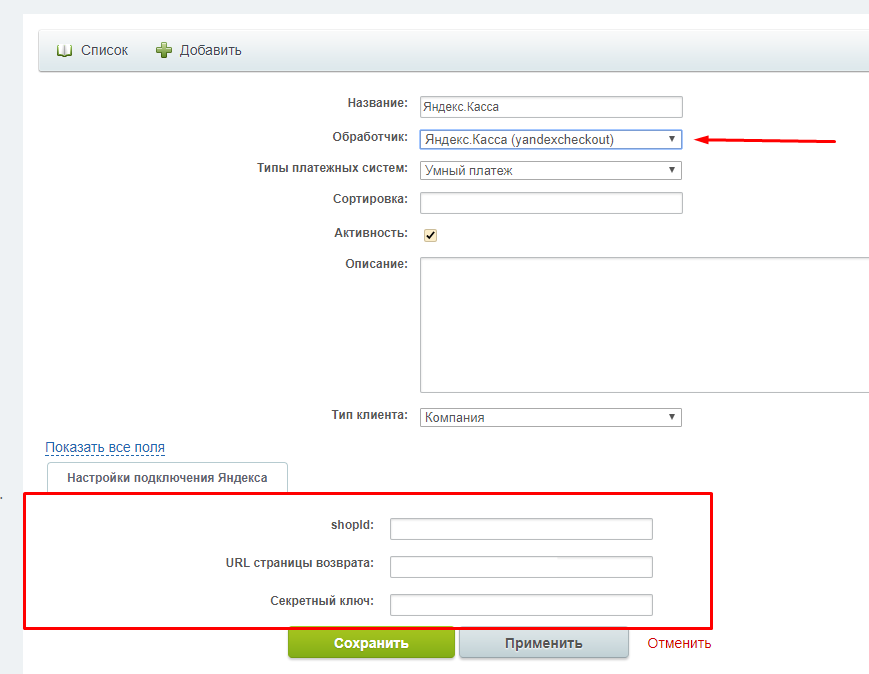 Список Добавить
Название: Яндекс.Касса
Обработчик: Яндекс.Касса (yandexcheckout)
Типы платежных систем: Умный платеж
Сортировка:
Активность:
Описание:
Тип клиента: Компания
Показать все поля
Настройки подключения Яндекса
shopId:
URL страницы возврата:
Секретный ключ:
Сохранить Применить Отменить